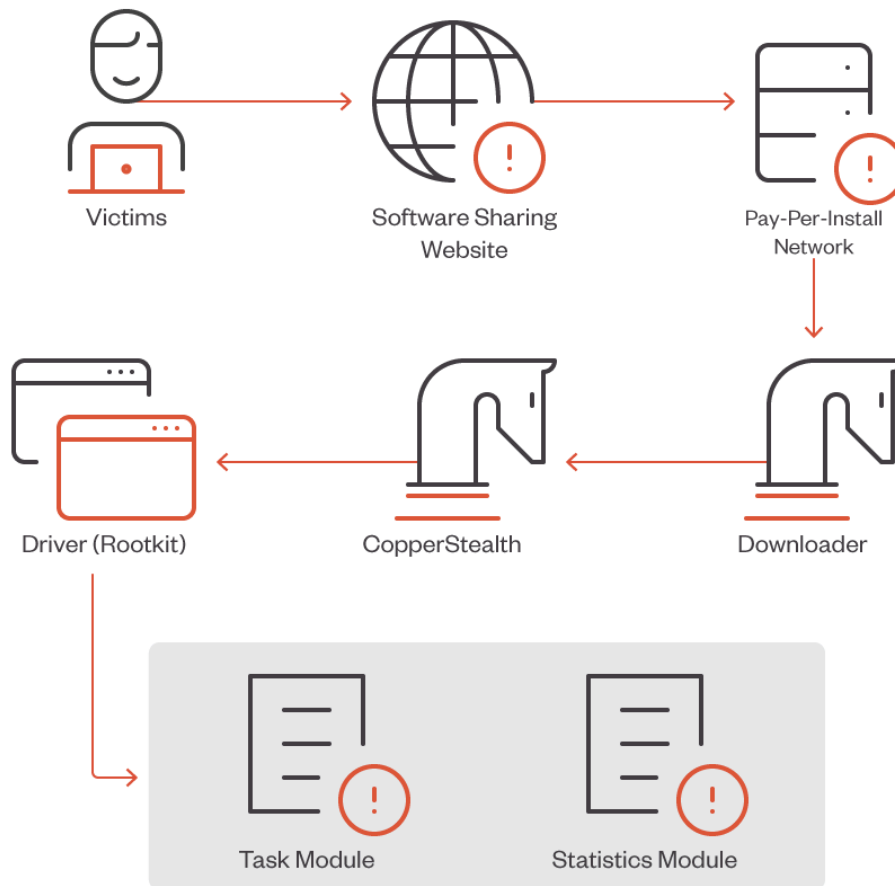 Victims
Software Sharing
Website
Pay-Per-Install
Network
Driver (Rootkit)
CopperStealth
Downloader
Task Module
Statistics Module